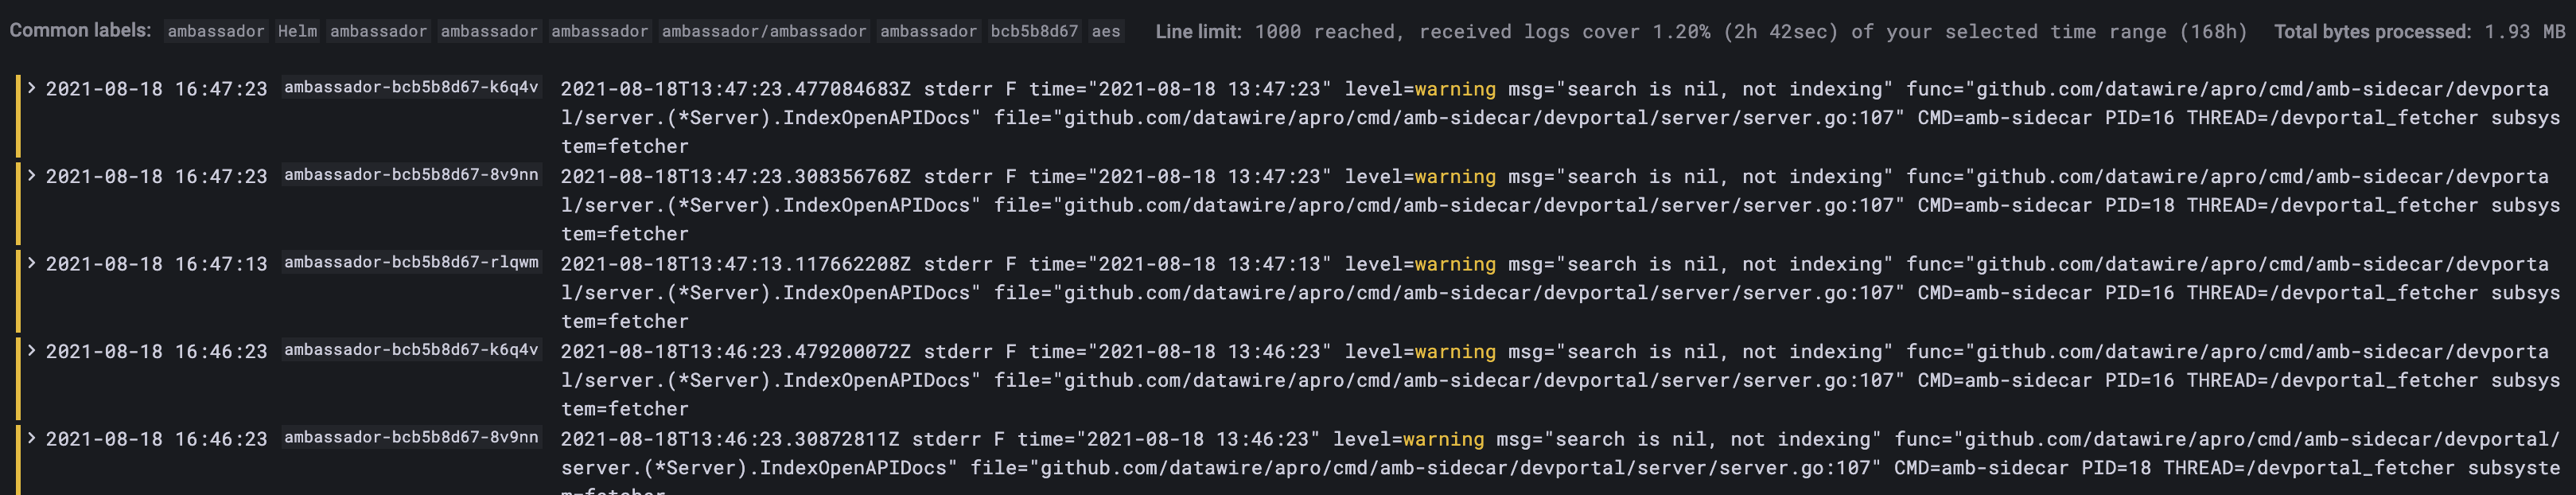 Common labels: ambassador Helm ambassador ambassador ambassador ambassador/ambassador ambassador bcb5b8d67 aes Line limit: 1000 reached, received logs cover 1.20% (2h 42sec) of your selected time range (168h) Total bytes processed: 1.93 MB
2021-08-18 16:47:23 ambassador-bcb5b8d67-k6q4v 2021-08-18T13:47:23.477084683Z stderr F time="2021-08-18 13:47:23" level=warning msg="search is nil, not indexing" func="github.com/datawire/apro/cmd/amb-sidecar/devporta
l/server.(*Server).IndexOpenAPIDocs" file="github.com/datawire/apro/cmd/amb-sidecar/devportal/server/server.go:107" CMD=amb-sidecar PID=16 THREAD=/devportal_fetcher subsys
tem=fetcher
2021-08-18 16:47:23 ambassador-bcb5b8d67-8v9nn 2021-08-18T13:47:23.308356768Z stderr F time="2021-08-18 13:47:23" level=warning msg="search is nil, not indexing" func="github.com/datawire/apro/cmd/amb-sidecar/devporta
l/server.(*Server).IndexOpenAPIDocs" file="github.com/datawire/apro/cmd/amb-sidecar/devportal/server/server.go:107" CMD=amb-sidecar PID=18 THREAD=/devportal_fetcher subsys
tem=fetcher
2021-08-18 16:47:13 ambassador-bcb5b8d67-rlqwm 2021-08-18T13:47:13.117662208Z stderr F time="2021-08-18 13:47:13" level=warning msg="search is nil, not indexing" func="github.com/datawire/apro/cmd/amb-sidecar/devporta
l/server.(*Server).IndexOpenAPIDocs" file="github.com/datawire/apro/cmd/amb-sidecar/devportal/server/server.go:107" CMD=amb-sidecar PID=16 THREAD=/devportal_fetcher subsys
tem=fetcher
2021-08-18 16:46:23 ambassador-bcb5b8d67-k6q4v 2021-08-18T13:46:23.479200072Z stderr F time="2021-08-18 13:46:23" level=warning msg="search is nil, not indexing" func="github.com/datawire/apro/cmd/amb-sidecar/devporta
l/server.(*Server).IndexOpenAPIDocs" file="github.com/datawire/apro/cmd/amb-sidecar/devportal/server/server.go:107" CMD=amb-sidecar PID=16 THREAD=/devportal_fetcher subsys
tem=fetcher
2021-08-18 16:46:23 ambassador-bcb5b8d67-8v9nn 2021-08-18T13:46:23.30872811Z stderr F time="2021-08-18 13:46:23" level=warning msg="search is nil, not indexing" func="github.com/datawire/apro/cmd/amb-sidecar/devportal/
server.(*Server).IndexOpenAPIDocs" file="github.com/datawire/apro/cmd/amb-sidecar/devportal/server/server.go:107" CMD=amb-sidecar PID=18 THREAD=/devportal_fetcher subsyste
m=fetcher